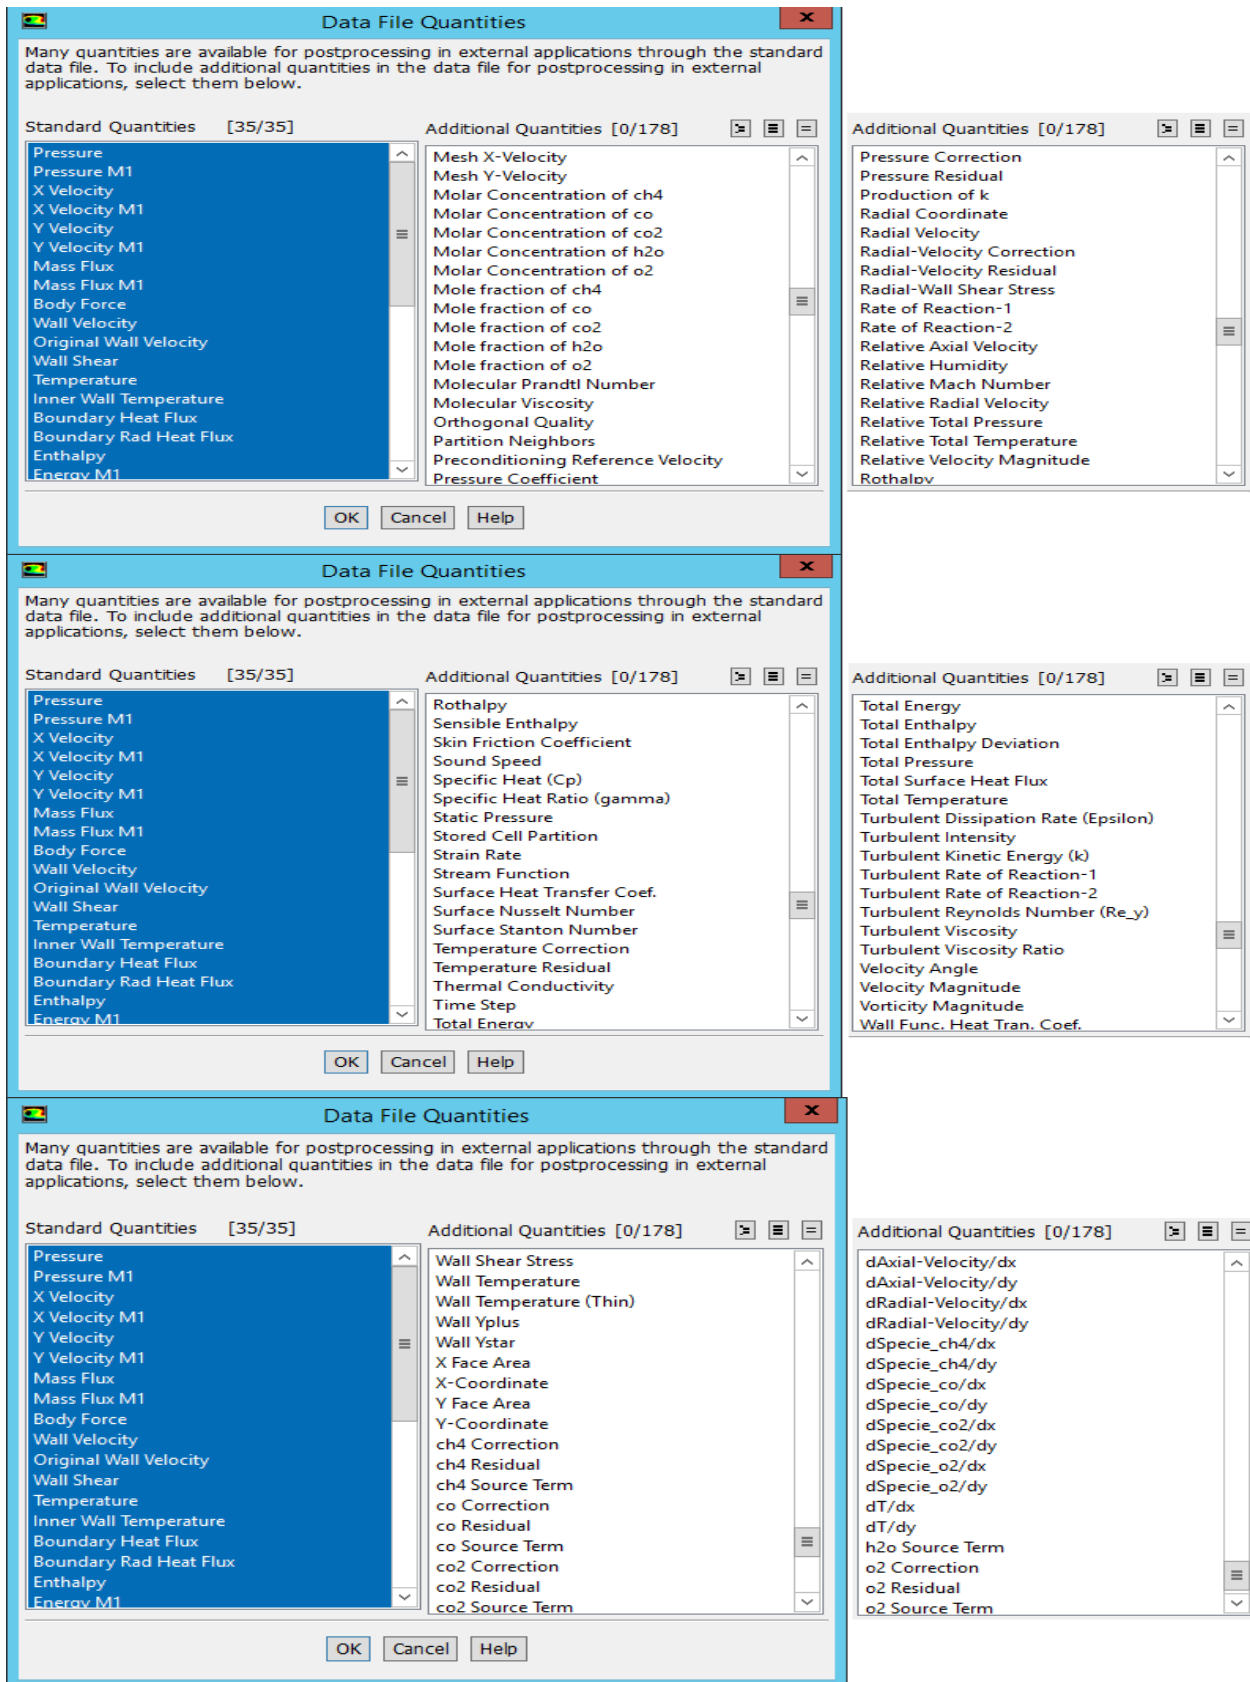 Data File Quantities
Many quantities are available for postprocessing in external applications through the standard
data file. To include additional quantities in the data file for postprocessing in external
applications, select them below.
Standard Quantities [35/35]
Pressure
Pressure M1
X Velocity
X Velocity M1
Y Velocity
Y Velocity M1
Mass Flux
Mass Flux M1
Body Force
Wall Velocity
Original Wall Velocity
Wall Shear
Temperature
Inner Wall Temperature
Boundary Heat Flux
Boundary Rad Heat Flux
Enthalpy
Energy M1
Additional Quantities [0/178]
Mesh X-Velocity
Mesh Y-Velocity
Molar Concentration of ch4
Molar Concentration of co
Molar Concentration of co2
Molar Concentration of h2o
Molar Concentration of o2
Mole fraction of ch4
Mole fraction of co
Mole fraction of co2
Mole fraction of h2o
Mole fraction of o2
Molecular Prandtl Number
Molecular Viscosity
Orthogonal Quality
Partition Neighbors
Preconditioning Reference Velocity
Pressure Coefficient
Additional Quantities [0/178]
Pressure Correction
Pressure Residual
Production of k
Radial Coordinate
Radial Velocity
Radial-Velocity Correction
Radial-Velocity Residual
Radial-Wall Shear Stress
Rate of Reaction-1
Rate of Reaction-2
Relative Axial Velocity
Relative Humidity
Relative Mach Number
Relative Radial Velocity
Relative Total Pressure
Relative Total Temperature
Relative Velocity Magnitude
Rothalpy
OK Cancel Help
Data File Quantities
Many quantities are available for postprocessing in external applications through the standard
data file. To include additional quantities in the data file for postprocessing in external
applications, select them below.
Standard Quantities [35/35]
Pressure
Pressure M1
X Velocity
X Velocity M1
Y Velocity
Y Velocity M1
Mass Flux
Mass Flux M1
Body Force
Wall Velocity
Original Wall Velocity
Wall Shear
Temperature
Inner Wall Temperature
Boundary Heat Flux
Boundary Rad Heat Flux
Enthalpy
Energy M1
Additional Quantities [0/178]
Rothalpy
Sensible Enthalpy
Skin Friction Coefficient
Sound Speed
Specific Heat (Cp)
Specific Heat Ratio (gamma)
Static Pressure
Stored Cell Partition
Strain Rate
Stream Function
Surface Heat Transfer Coef.
Surface Nusselt Number
Surface Stanton Number
Temperature Correction
Temperature Residual
Thermal Conductivity
Time Step
Total Energy
Additional Quantities [0/178]
Total Energy
Total Enthalpy
Total Enthalpy Deviation
Total Pressure
Total Surface Heat Flux
Total Temperature
Turbulent Dissipation Rate (Epsilon)
Turbulent Intensity
Turbulent Kinetic Energy (k)
Turbulent Rate of Reaction-1
Turbulent Rate of Reaction-2
Turbulent Reynolds Number (Re_y)
Turbulent Viscosity
Turbulent Viscosity Ratio
Velocity Angle
Velocity Magnitude
Vorticity Magnitude
Wall Func. Heat Tran. Coef.
OK Cancel Help
Data File Quantities
Many quantities are available for postprocessing in external applications through the standard
data file. To include additional quantities in the data file for postprocessing in external
applications, select them below.
Standard Quantities [35/35]
Pressure
Pressure M1
X Velocity
X Velocity M1
Y Velocity
Y Velocity M1
Mass Flux
Mass Flux M1
Body Force
Wall Velocity
Original Wall Velocity
Wall Shear
Temperature
Inner Wall Temperature
Boundary Heat Flux
Boundary Rad Heat Flux
Enthalpy
Energy M1
Additional Quantities [0/178]
Wall Shear Stress
Wall Temperature
Wall Temperature (Thin)
Wall Yplus
Wall Ystar
X Face Area
X-Coordinate
Y Face Area
Y-Coordinate
ch4 Correction
ch4 Residual
ch4 Source Term
co Correction
co Residual
co Source Term
co2 Correction
co2 Residual
co2 Source Term
Additional Quantities [0/178]
dAxial-Velocity/dx
dAxial-Velocity/dy
dRadial-Velocity/dx
dRadial-Velocity/dy
dSpecie_ch4/dx
dSpecie_ch4/dy
dSpecie_co/dx
dSpecie_co/dy
dSpecie_co2/dx
dSpecie_co2/dy
dSpecie_o2/dx
dSpecie_o2/dy
dT/dx
dT/dy
h2o Source Term
o2 Correction
o2 Residual
o2 Source Term
OK Cancel Help